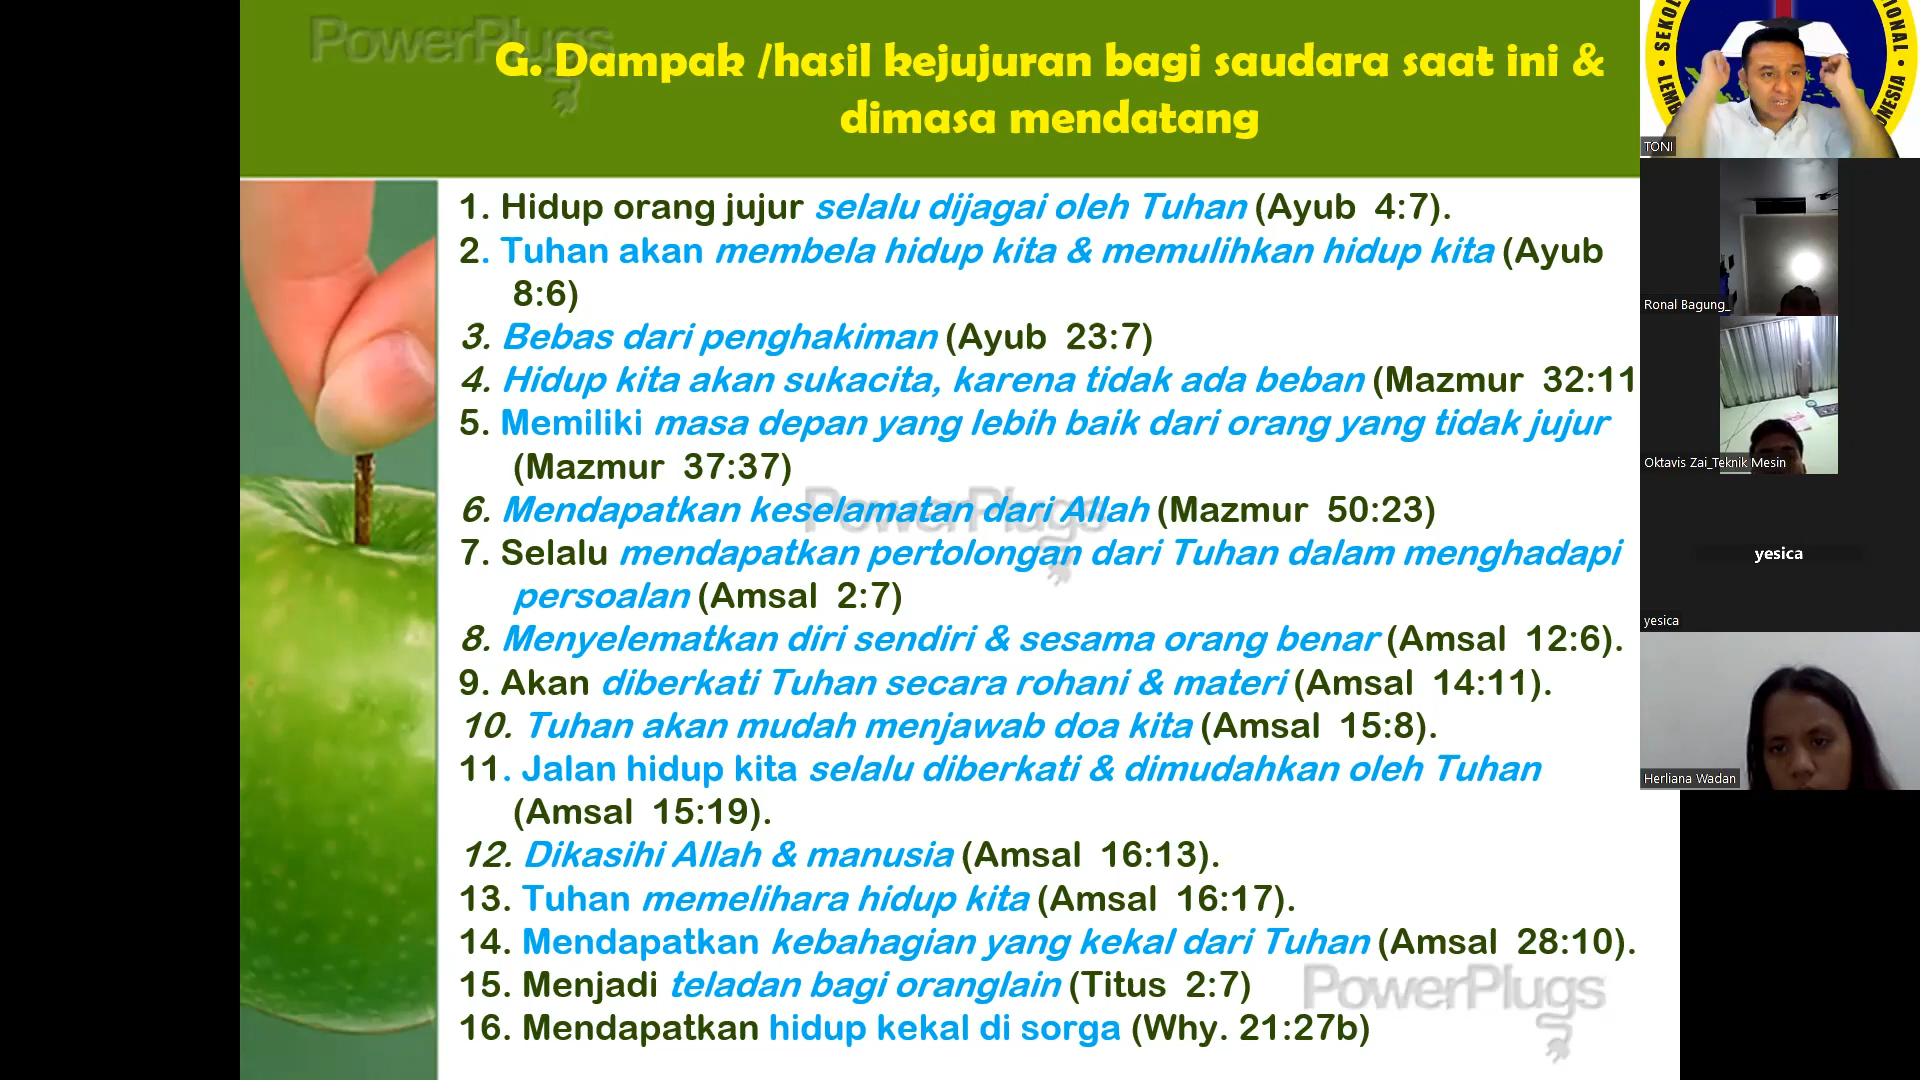 PowerPlugs
G. Dampak /hasil kejujuran bagi saudara saat ini &
dimasa mendatang
1. Hidup orang jujur selalu dijagai oleh Tuhan (Ayub 4:7).
2. Tuhan akan membela hidup kita & memulihkan hidup kita (Ayub
8:6)
3. Bebas dari penghakiman (Ayub 23:7)
4. Hidup kita akan sukacita, karena tidak ada beban (Mazmur 32:11
5. Memiliki masa depan yang lebih baik dari orang yang tidak jujur
(Mazmur 37:37)
PowerPlugs
6. Mendapatkan keselamatan dari Allah (Mazmur 50:23)
7. Selalu mendapatkan pertolongan dari Tuhan dalam menghadapi
persoalan (Amsal 2:7)
8. Menyelematkan diri sendiri & sesama orang benar (Amsal 12:6).
9. Akan diberkati Tuhan secara rohani & materi (Amsal 14:11).
10. Tuhan akan mudah menjawab doa kita (Amsal 15:8).
11. Jalan hidup kita selalu diberkati & dimudahkan oleh Tuhan
(Amsal 15:19).
12. Dikasihi Allah & manusia (Amsal 16:13).
13. Tuhan memelihara hidup kita (Amsal 16:17).
14. Mendapatkan kebahagian yang kekal dari Tuhan (Amsal 28:10).
15. Menjadi teladan bagi oranglain (Titus 2:7)
PowerPlugs
16. Mendapatkan hidup kekal di sorga (Why. 21:27b)
SEKOL
IONAL
LEMB
ONESIA
TONI
Ronal Bagung_
Oktavis Zai_Teknik Mesin
yesica
yesica
Herliana Wadan